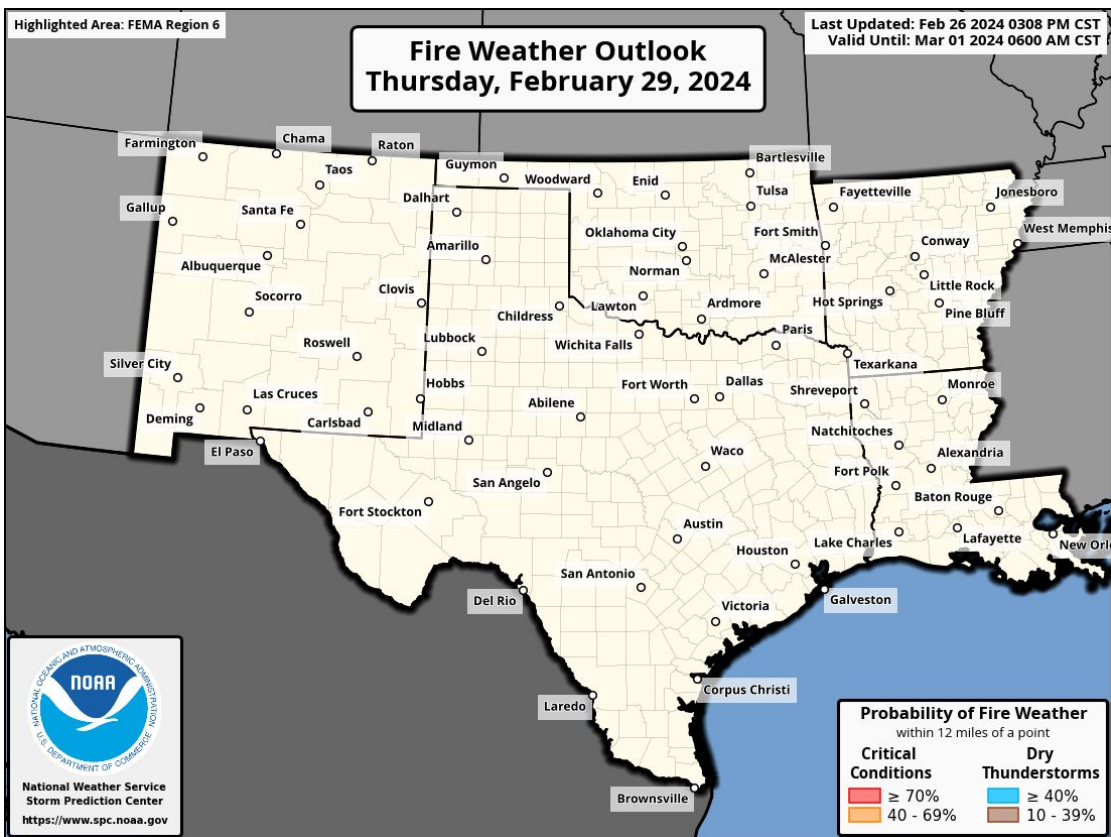 Highlighted Area: FEMA Region 6
Last Updated: Feb 26 2024 0308 PM CST
Valid Until: Mar 01 2024 0600 AM CST
Fire Weather Outlook
Thursday, February 29, 2024
Farmington
Chama
Raton
Taos
Guymon
Woodward
Enid
Bartlesville
Tulsa
Fayetteville
Jonesboro
Gallup
Santa Fe
Dalhart
Oklahoma City
Fort Smith
Conway
West Memphis
Albuquerque
Amarillo
Norman
McAlester
Little Rock
Socorro
Clovis
Childress
Lawton
Ardmore
Hot Springs
Pine Bluff
Roswell
Lubbock
Wichita Falls
Paris
Texarkana
Silver City
Las Cruces
Hobbs
Fort Worth
Dallas
Shreveport
Monroe
Deming
Carlsbad
Midland
Abilene
Natchitoches
El Paso
San Angelo
Waco
Fort Polk
Alexandria
Fort Stockton
Austin
Baton Rouge
Houston
Lake Charles
Lafayette
New Orl
Del Rio
San Antonio
Victoria
Galveston
Laredo
Corpus Christi
Brownsville
NATIONAL OCEANIC AND ATMOSPHERIC ADMINISTRATION
NOAA
U.S. DEPARTMENT OF COMMERCE
National Weather Service
Storm Prediction Center
https://www.spc.noaa.gov
Probability of Fire Weather
within 12 miles of a point
Critical Conditions
≥ 70%
40 - 69%
Dry Thunderstorms
≥ 40%
10 - 39%